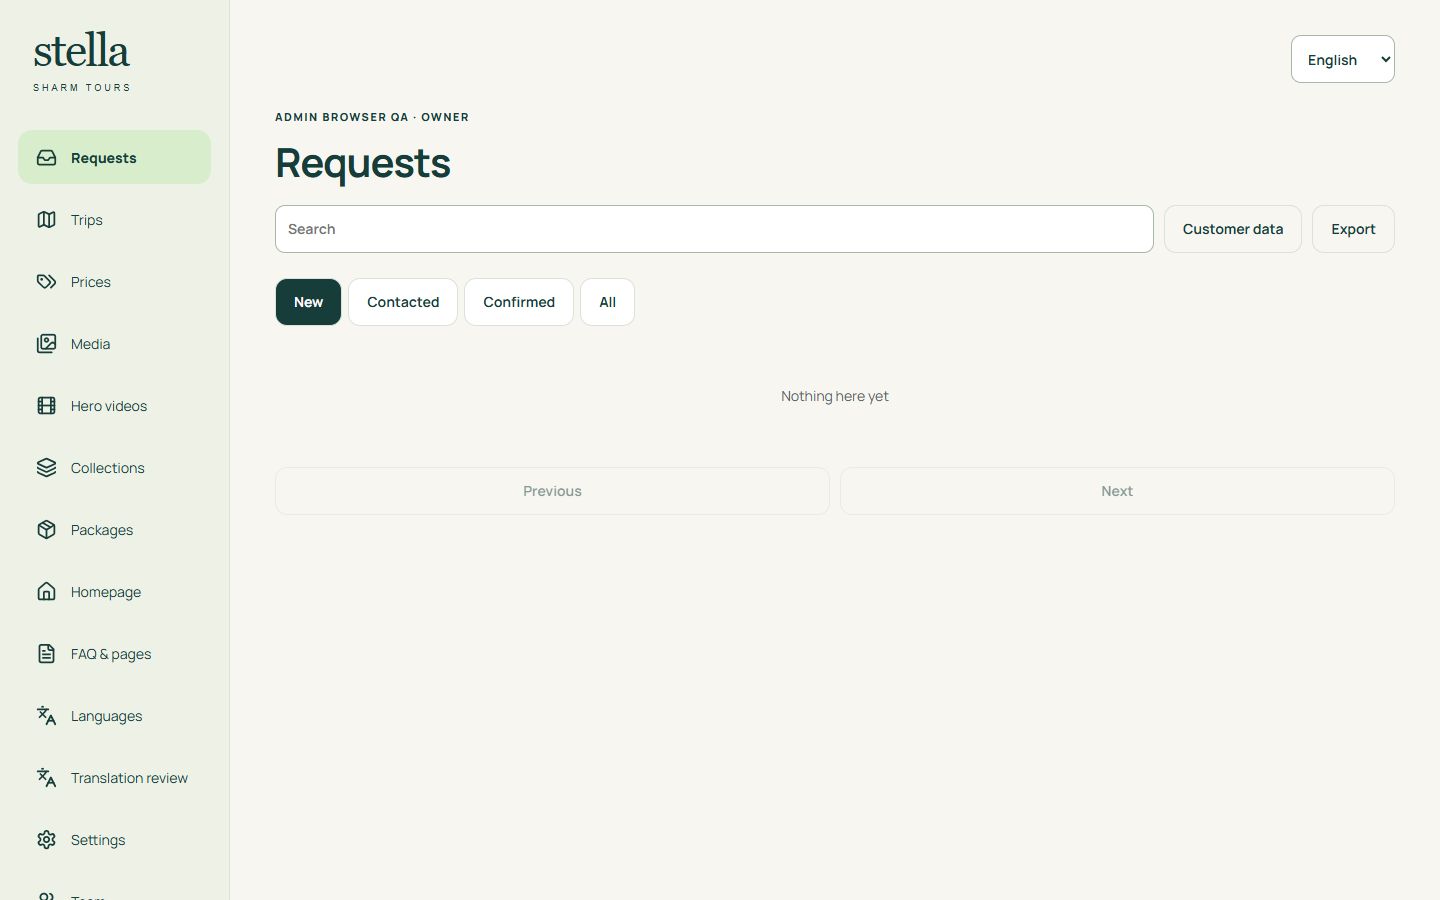 stella
SHARM TOURS
Requests
Trips
Prices
Media
Hero videos
Collections
Packages
Homepage
FAQ & pages
Languages
Translation review
Settings
Team
English
ADMIN BROWSER QA · OWNER
Requests
Search
Customer data
Export
New
Contacted
Confirmed
All
Nothing here yet
Previous
Next